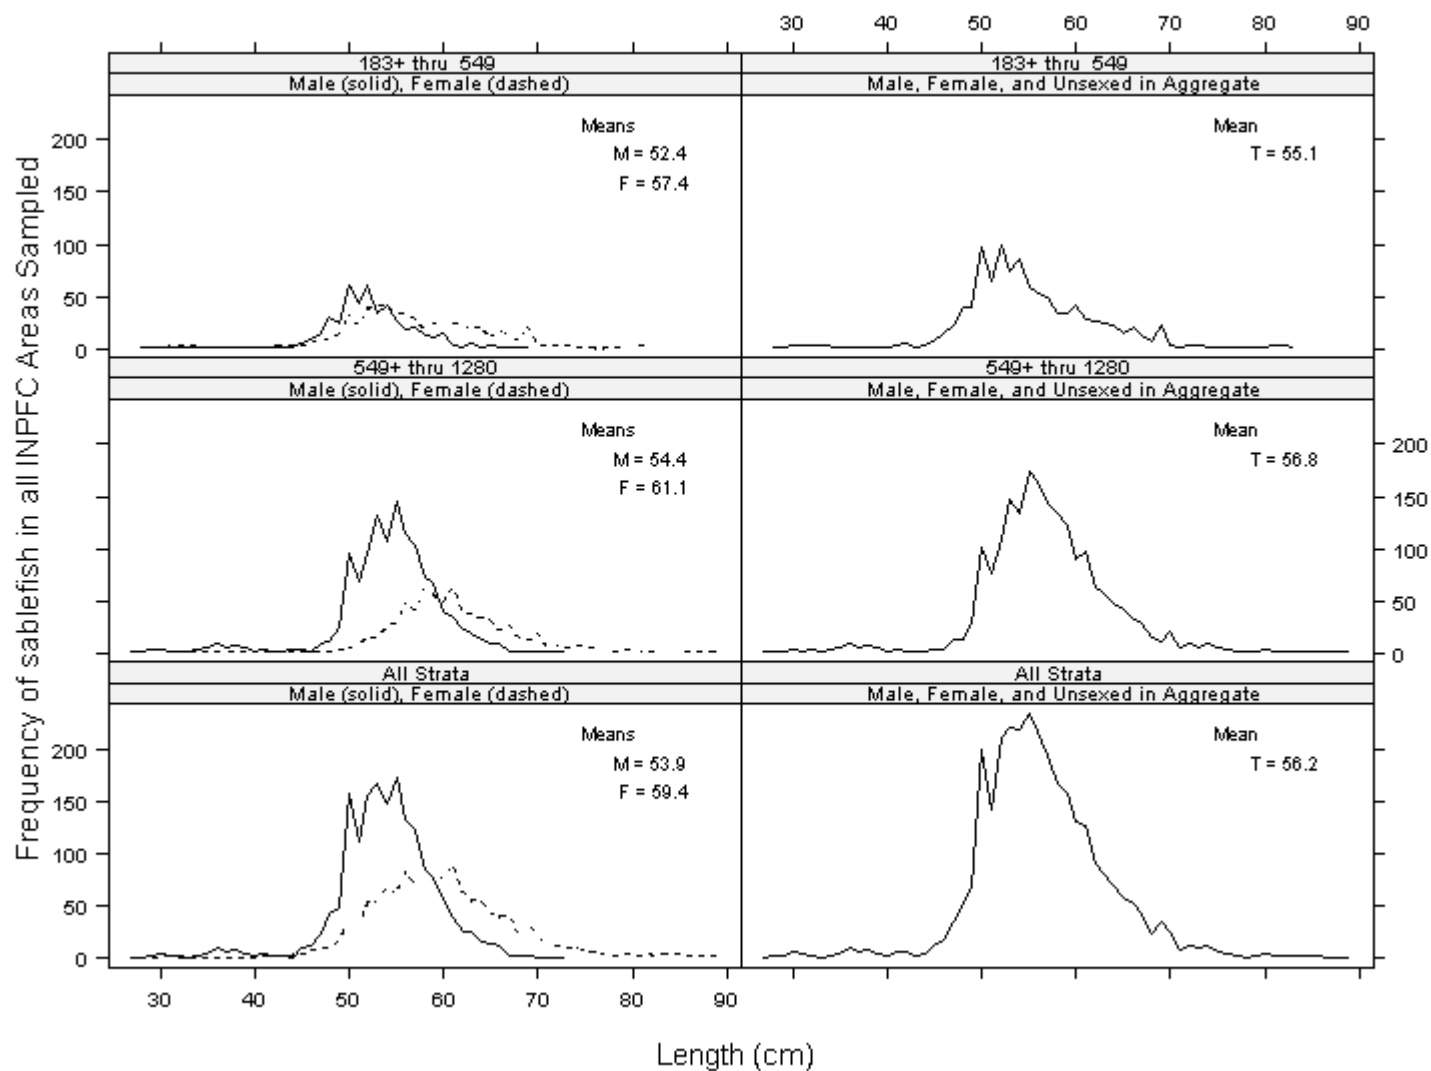 30 40 50 60 70 80 90
183+ thru 549
183+ thru 549
Male (solid), Female (dashed)
Male, Female, and Unsexed in Aggregate
Means
M = 52.4
F = 57.4
Mean
T = 55.1
200
150
100
50
0
549+ thru 1280
549+ thru 1280
Male (solid), Female (dashed)
Male, Female, and Unsexed in Aggregate
Means
M = 54.4
F = 61.1
Mean
T = 56.8
200
150
100
50
0
All Strata
All Strata
Male (solid), Female (dashed)
Male, Female, and Unsexed in Aggregate
Means
M = 53.9
F = 59.4
Mean
T = 56.2
200
150
100
50
0
30 40 50 60 70 80 90
Length (cm)
Frequency of sablefish in all INPFC Areas Sampled